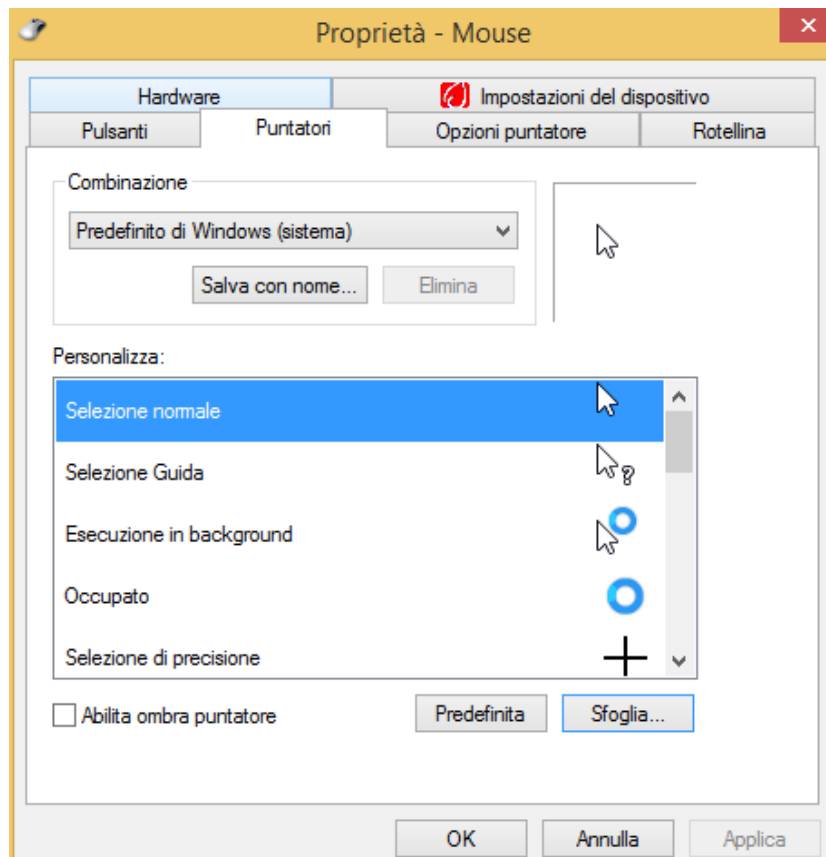 Proprietà - Mouse
Hardware
Impostazioni del dispositivo
Pulsanti
Puntatori
Opzioni puntatore
Rotellina
Combinazione
Predefinito di Windows (sistema)
Salva con nome...
Elimina
Personalizza:
Selezione normale
Selezione Guida
Esecuzione in background
Occupato
Selezione di precisione
Abilita ombra puntatore
Predefinita
Sfoglia...
OK
Annulla
Applica